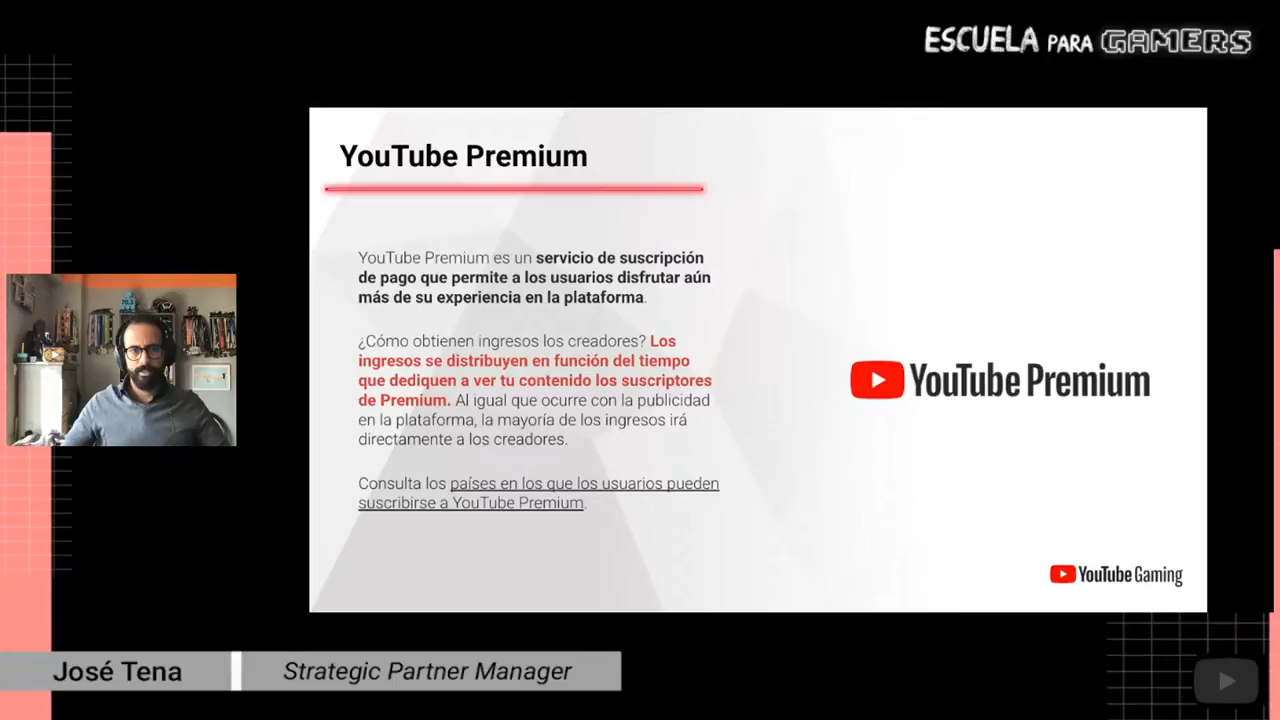 ESCUELA PARA GAMERS
YouTube Premium
YouTube Premium es un servicio de suscripción
de pago que permite a los usuarios disfrutar aún
más de su experiencia en la plataforma.
¿Cómo obtienen ingresos los creadores? Los
ingresos se distribuyen en función del tiempo
que dediquen a ver tu contenido los suscriptores
de Premium. Al igual que ocurre con la publicidad
en la plataforma, la mayoría de los ingresos irá
directamente a los creadores.
Consulta los países en los que los usuarios pueden
suscribirse a YouTube Premium.
YouTube Premium
YouTube Gaming
José Tena
Strategic Partner Manager